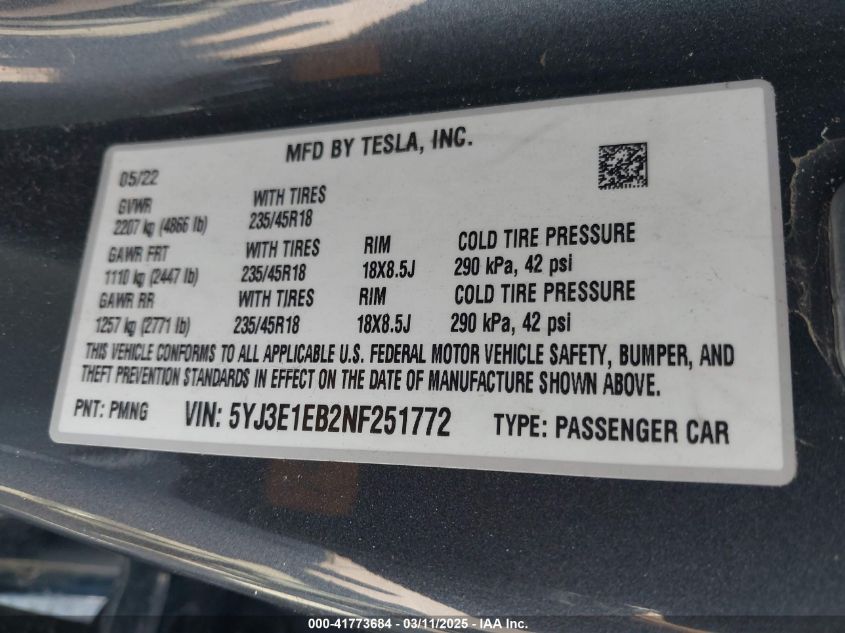 MFD BY TESLA, INC.
05/22
GVWR WITH TIRES
2207 kg (4866 lb) 235/45R18
GAWR FRT WITH TIRES RIM COLD TIRE PRESSURE
1110 kg (2447 lb) 235/45R18 18X8.5J 290 kPa, 42 psi
GAWR RR WITH TIRES RIM COLD TIRE PRESSURE
1257 kg (2771 lb) 235/45R18 18X8.5J 290 kPa, 42 psi
THIS VEHICLE CONFORMS TO ALL APPLICABLE U.S. FEDERAL MOTOR VEHICLE SAFETY, BUMPER, AND
THEFT PREVENTION STANDARDS IN EFFECT ON THE DATE OF MANUFACTURE SHOWN ABOVE.
PNT: PMNG VIN: 5YJ3E1EB2NF251772 TYPE: PASSENGER CAR
000-41773684 - 03/11/2025 - IAA Inc.